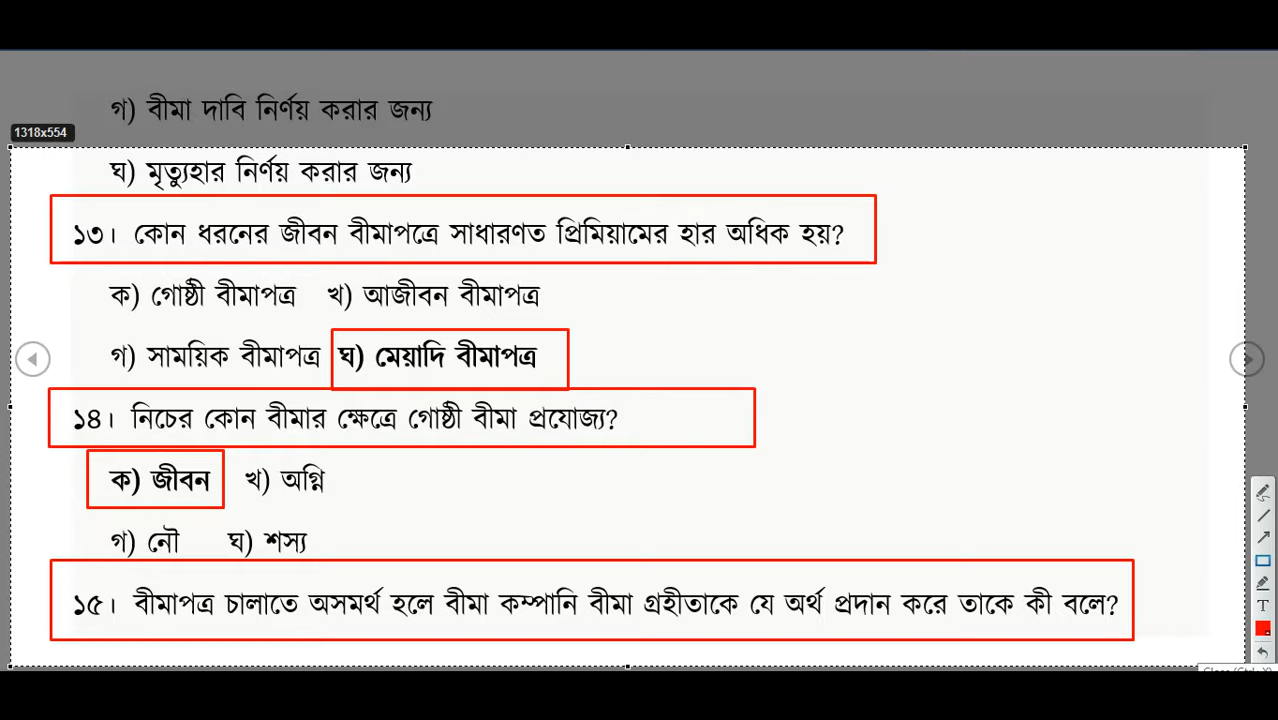 গ) বীমা দাবি নির্ণয় করার জন্য
1318x554
ঘ) মৃত্যুহার নির্ণয় করার জন্য
১৩। কোন ধরনের জীবন বীমাপত্রে সাধারণত প্রিমিয়ামের হার অধিক হয়?
ক) গোষ্ঠী বীমাপত্র খ) আজীবন বীমাপত্র
গ) সাময়িক বীমাপত্র ঘ) মেয়াদি বীমাপত্র
১৪। নিচের কোন বীমার ক্ষেত্রে গোষ্ঠী বীমা প্রযোজ্য?
ক) জীবন খ) অগ্নি
গ) নৌ ঘ) শস্য
১৫। বীমাপত্র চালাতে অসমর্থ হলে বীমা কম্পানি বীমা গ্রহীতাকে যে অর্থ প্রদান করে তাকে কী বলে?
T